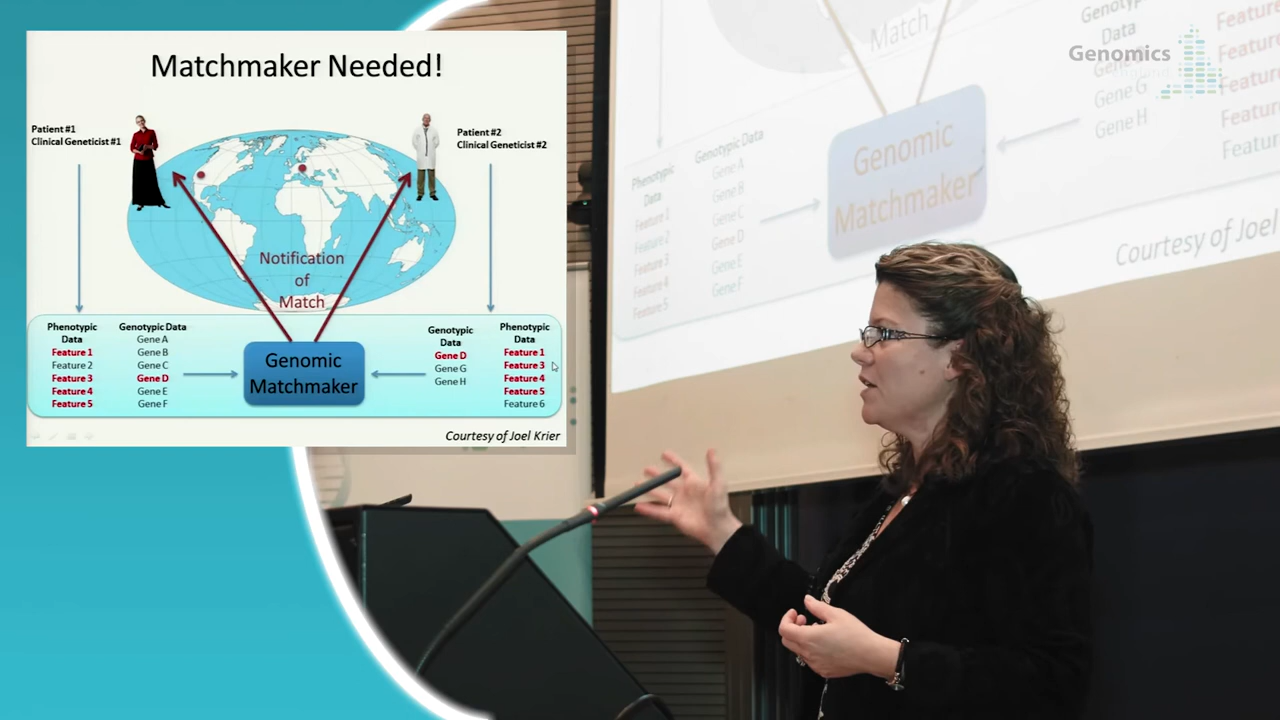 Matchmaker Needed!
Patient #1
Clinical Geneticist #1
Patient #2
Clinical Geneticist #2
Notification
of
Match
Phenotypic
Data
Feature 1
Feature 2
Feature 3
Feature 4
Feature 5
Genotypic Data
Gene A
Gene B
Gene C
Gene D
Gene E
Gene F
Genomic
Matchmaker
Genotypic
Data
Gene D
Gene G
Gene H
Phenotypic
Data
Feature 1
Feature 3
Feature 4
Feature 5
Feature 6
Courtesy of Joel Krier
Match
Genomics
Genotyp
Data
Gene G
Gene H
Feature
Feature
Feature
Feature
Feature
Phenotypic
Data
Feature 1
Feature 2
Feature 3
Feature 4
Feature 5
Genotypic Data
Gene A
Gene B
Gene C
Gene D
Gene E
Gene F
Genomic
Matchmaker
Courtesy of Joel